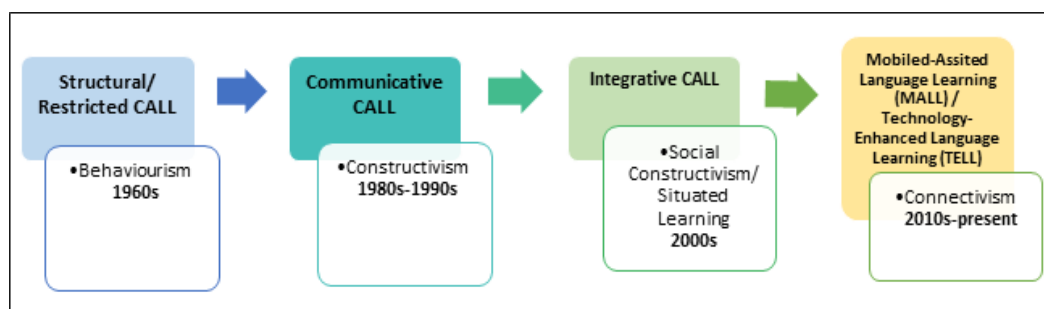 Structural/
Restricted CALL
•Behaviourism
1960s
Communicative
CALL
•Constructivism
1980s-1990s
Integrative CALL
•Social
Constructivism/
Situated
Learning
2000s
Mobiled-Assited
Language Learning
(MALL) /
Technology-
Enhanced Language
Learning (TELL)
•Connectivism
2010s-present